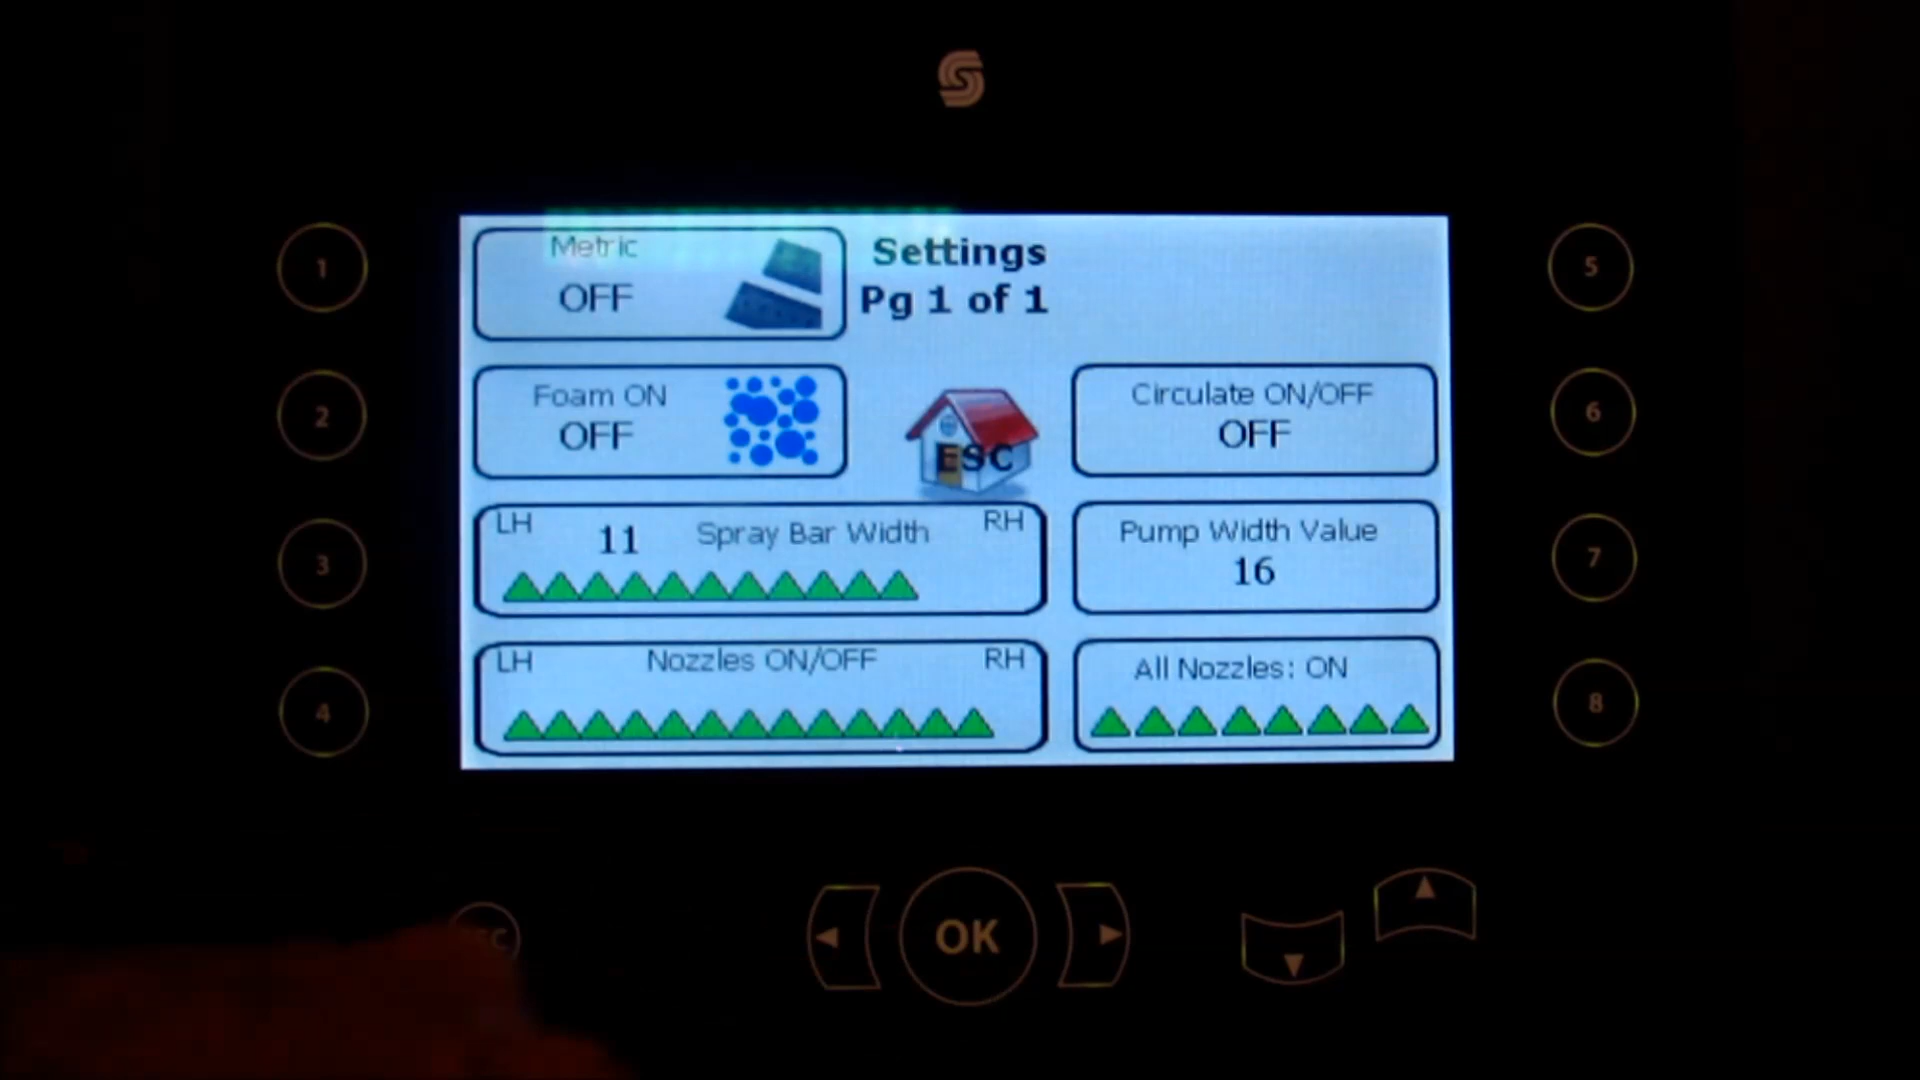 Metric
OFF
Settings
Pg 1 of 1
Foam ON
OFF
ESC
Circulate ON/OFF
OFF
LH 11 Spray Bar Width RH
Pump Width Value
16
LH Nozzles ON/OFF RH
All Nozzles: ON
1
2
3
4
5
6
7
8
OK